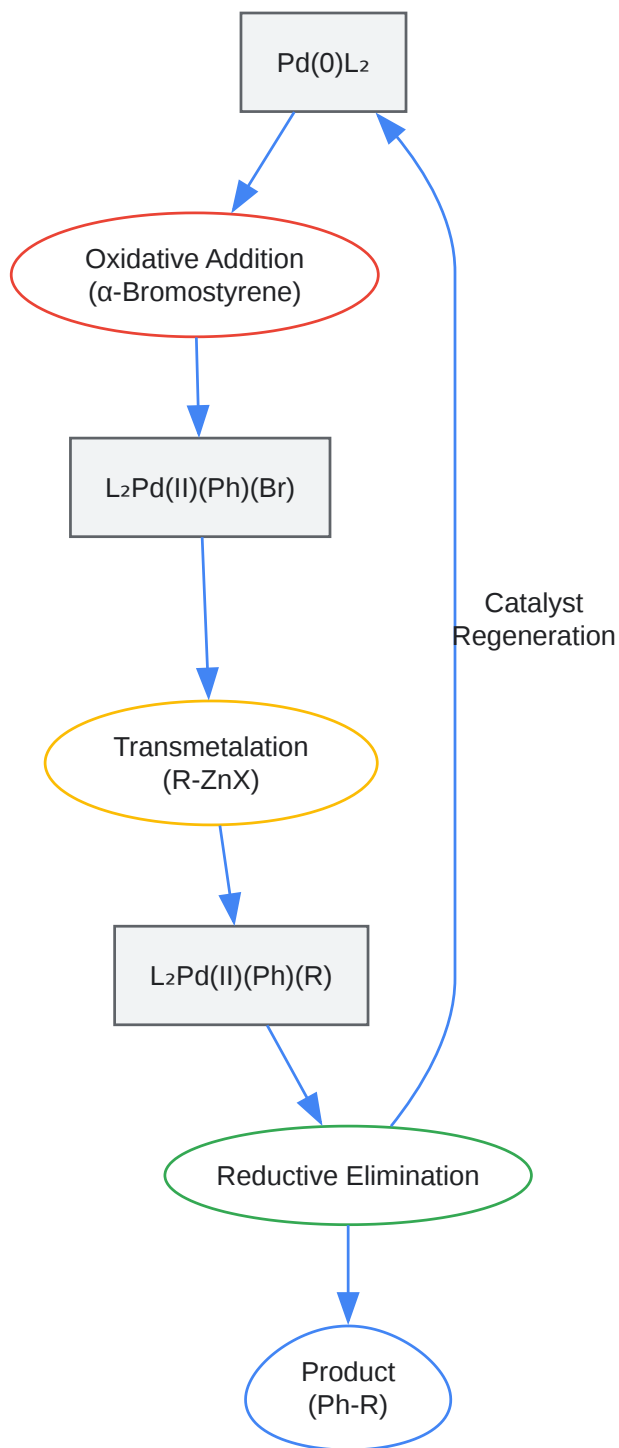 Pd(0)L₂
Oxidative Addition
(α-Bromostyrene)
L₂Pd(II)(Ph)(Br)
Catalyst
Regeneration
Transmetalation
(R-ZnX)
L₂Pd(II)(Ph)(R)
Reductive Elimination
Product
(Ph-R)